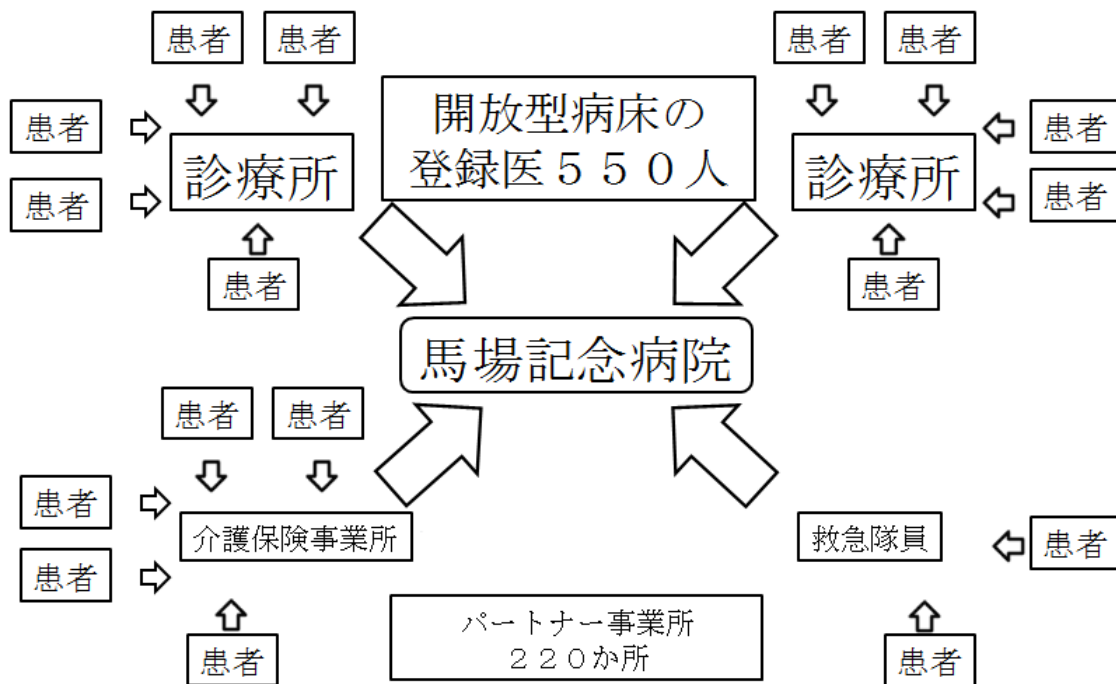 患者
患者
患者
患者
患者
患者
開放型病床の
登録医５５０人
患者
患者
診療所
診療所
患者
患者
馬場記念病院
患者
患者
患者
介護保険事業所
救急隊員
患者
患者
患者
パートナー事業所
２２０か所
患者